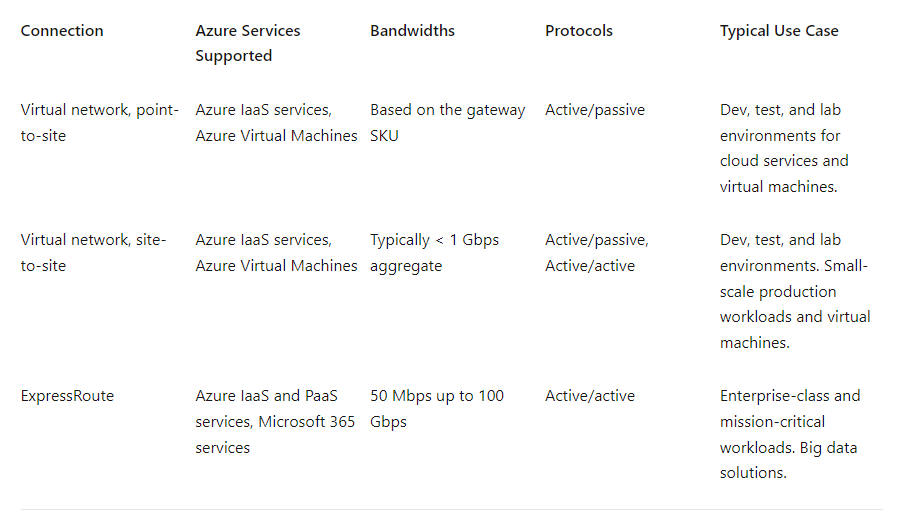 Connection
Azure Services
Supported
Bandwidths
Protocols
Typical Use Case
Virtual network, point-
to-site
Azure IaaS services,
Azure Virtual Machines
Based on the gateway
SKU
Active/passive
Dev, test, and lab
environments for
cloud services and
virtual machines.
Virtual network, site-
to-site
Azure IaaS services,
Azure Virtual Machines
Typically < 1 Gbps
aggregate
Active/passive,
Active/active
Dev, test, and lab
environments. Small-
scale production
workloads and virtual
machines.
ExpressRoute
Azure IaaS and PaaS
services, Microsoft 365
services
50 Mbps up to 100
Gbps
Active/active
Enterprise-class and
mission-critical
workloads. Big data
solutions.